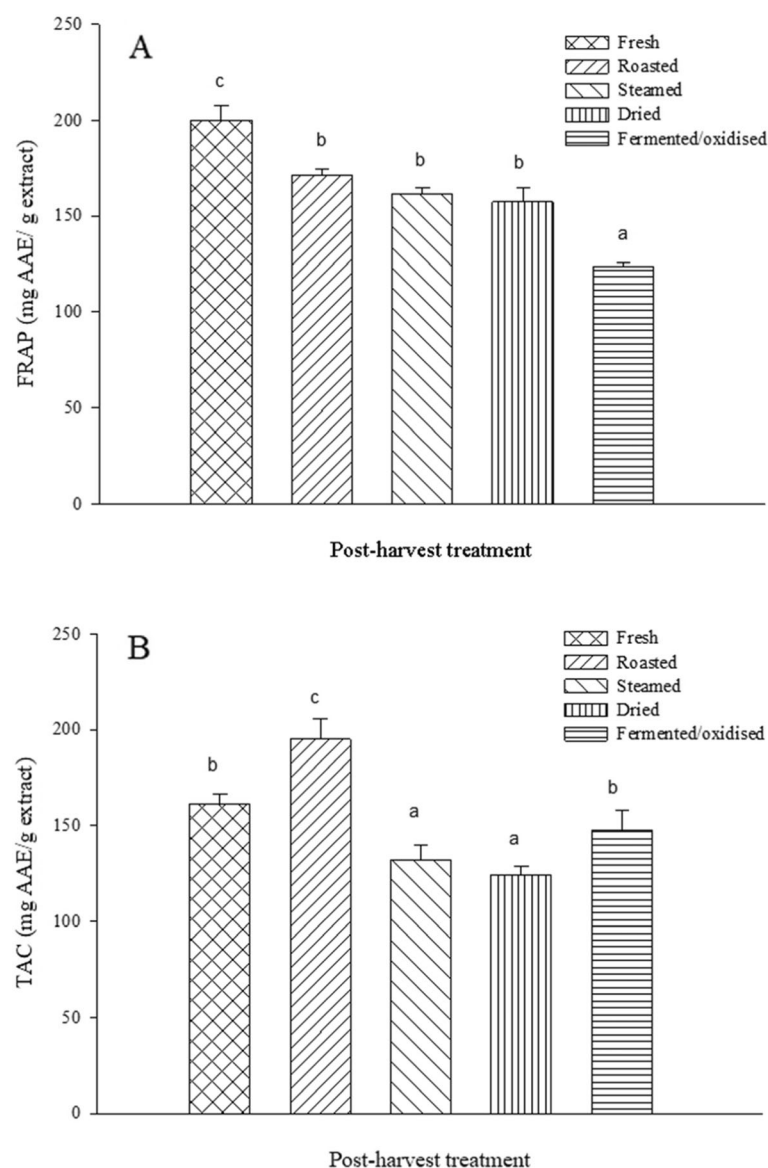 A
FRAP (mg AAE/ g extract)
250
200
150
100
50
0
c
b
b
b
a
Fresh
Roasted
Steamed
Dried
Fermented/oxidised
Post-harvest treatment
B
TAC (mg AAE/g extract)
250
200
150
100
50
0
b
c
a
a
b
Fresh
Roasted
Steamed
Dried
Fermented/oxidised
Post-harvest treatment